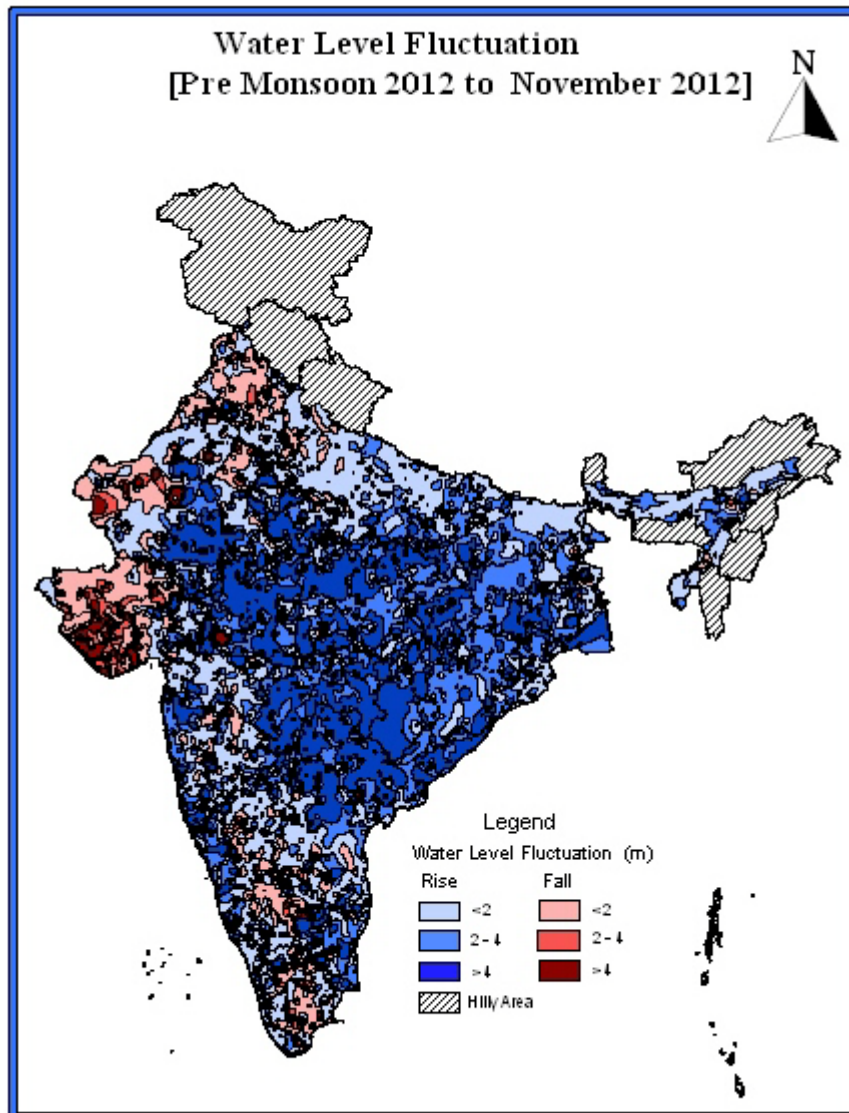 Water Level Fluctuation
[Pre Monsoon 2012 to November 2012]
N
Legend
Water Level Fluctuation (m)
Rise Fall
<2 <2
2-4 2-4
>4 >4
Hilly Area